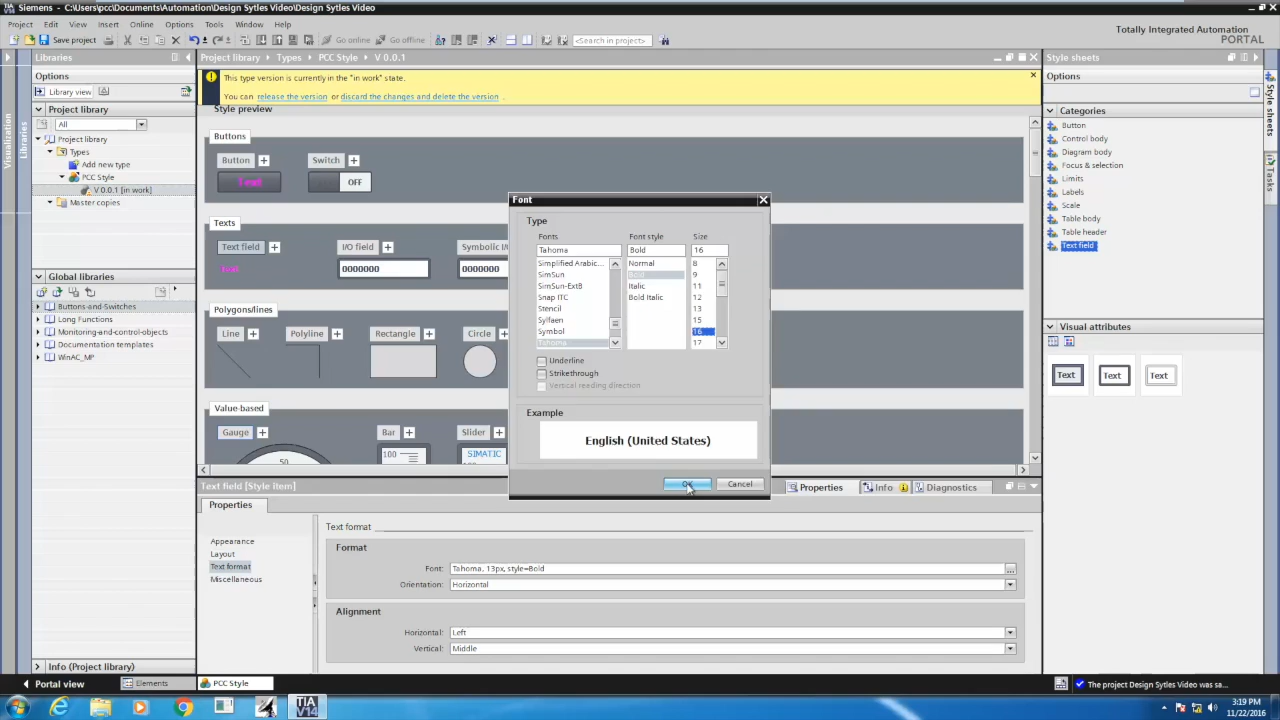 Siemens - C:\Users\pcc\Documents\Automation\Design Sytles Video\Design Sytles Video
Project Edit View Insert Online Options Tools Window Help
Totally Integrated Automation
PORTAL
Save project Go online Go offline <Search in project>
Libraries
Options
Library view
Project library
All
Project library
Types
Add new type
PCC Style
V 0.0.1 [in work]
Master copies
Global libraries
Buttons-and-Switches
Long Functions
Monitoring-and-control-objects
Documentation templates
WinAC_MP
Info (Project library)
Visualization
Libraries
Project library Types PCC Style V 0.0.1
This type version is currently in the "in work" state.
You can release the version or discard the changes and delete the version .
Style preview
Buttons
Button + Switch +
Text OFF
Texts
Text field + I/O field + Symbolic I/
Text 0000000 0000000
Polygons/lines
Line + Polyline + Rectangle + Circle +
Value-based
Gauge + Bar + Slider +
50 100 SIMATIC
Font
Type
Fonts Font style Size
Tahoma Bold 16
Simplified Arabic... Normal 8
SimSun Bold 9
SimSun-ExtB Italic 11
Snap ITC Bold Italic 12
Stencil 13
Sylfaen 15
Symbol 16
Tahoma 17
Underline
Strikethrough
Vertical reading direction
Example
English (United States)
OK Cancel
Text field [Style item]
Properties Info Diagnostics
Properties
Appearance
Layout
Text format
Miscellaneous
Text format
Format
Font: Tahoma, 13px, style=Bold
Orientation: Horizontal
Alignment
Horizontal: Left
Vertical: Middle
Style sheets
Options
Categories
Button
Control body
Diagram body
Focus & selection
Limits
Labels
Scale
Table body
Table header
Text field
Visual attributes
Text Text Text
Style sheets
Tasks
Portal view Elements PCC Style The project Design Sytles Video was sa...
TIA
V14
3:19 PM
11/22/2016